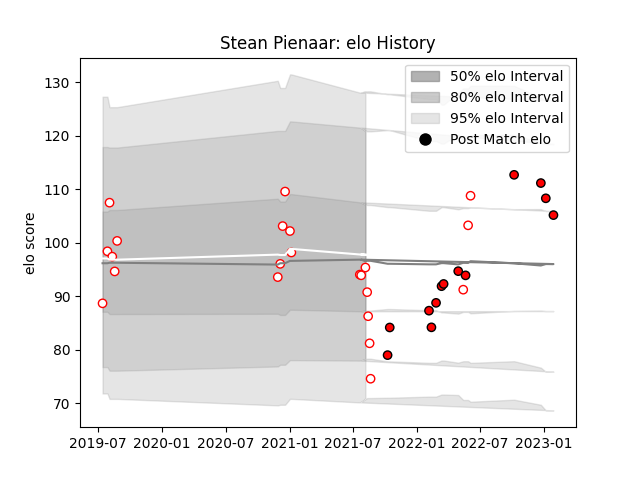 Stean Pienaar: elo History
50% elo Interval
80% elo Interval
95% elo Interval
Post Match elo
elo score
130
120
110
100
90
80
70
2019-07 2020-01 2020-07 2021-01 2021-07 2022-01 2022-07 2023-01